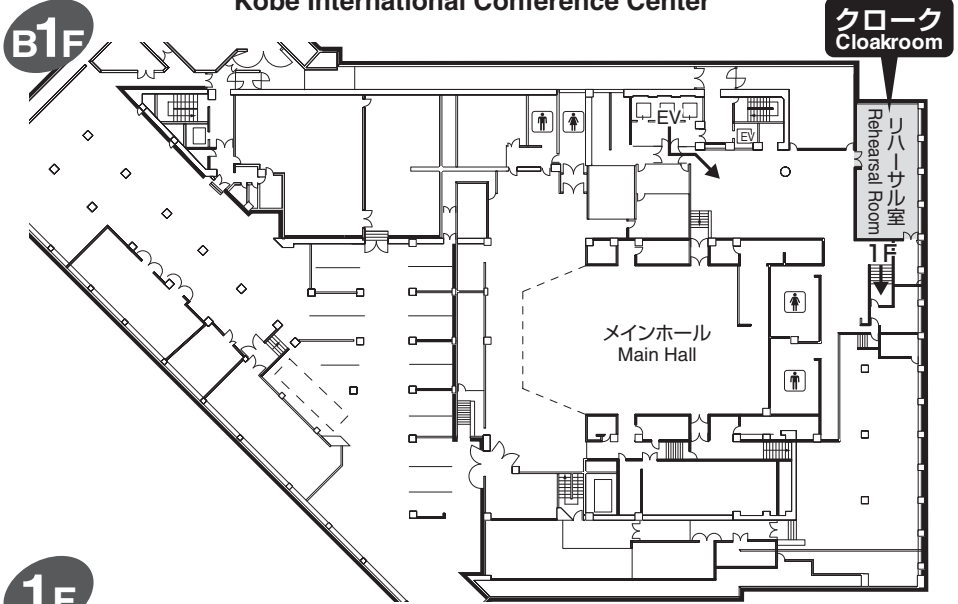 Kobe International Conference Center
B1F
クローク
Cloakroom
EV
EV
リハーサル室
Rehearsal Room
1F
メインホール
Main Hall
1F